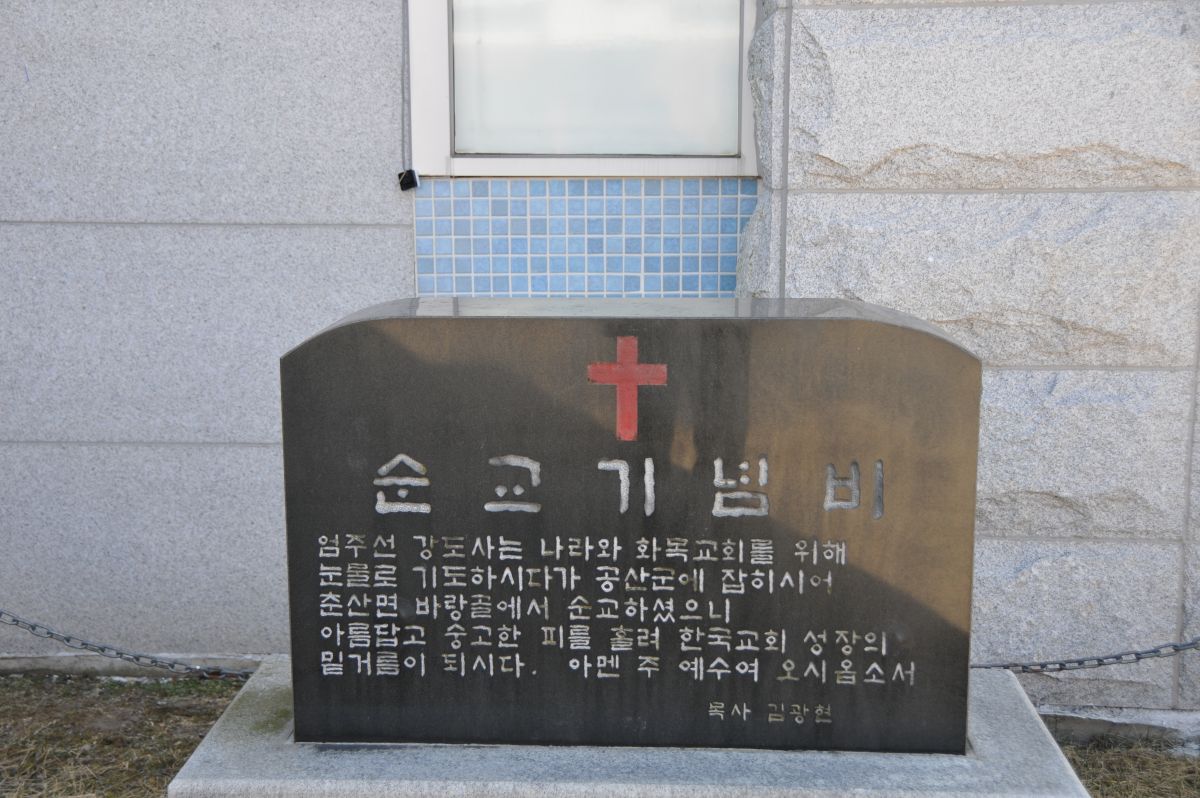 순교기념비
엄주선 강도사는 나라와 화목교회를 위해
눈물로 기도하시다가 공산군에 잡히시어
춘산면 바랑골에서 순교하셨으니
아름답고 숭고한 피를 흘려 한국교회 성장의
밑거름이 되시다. 아멘 주 예수여 오시옵소서
목사 김광현